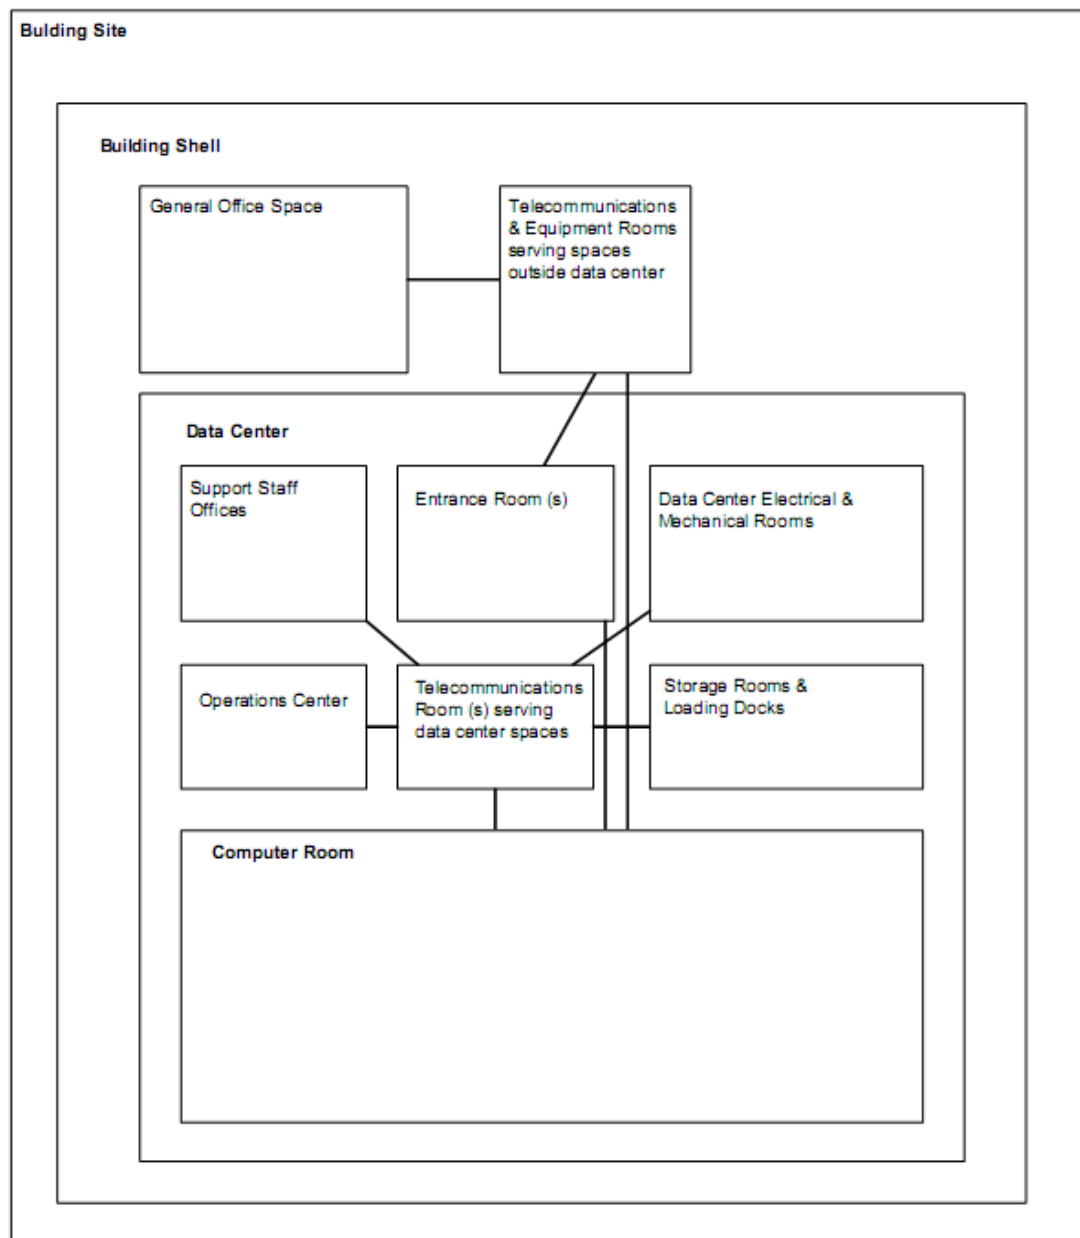 Bulding Site
Building Shell
General Office Space
Telecommunications
& Equipment Rooms
serving spaces
outside data center
Data Center
Support Staff
Offices
Entrance Room (s)
Data Center Electrical &
Mechanical Rooms
Operations Center
Telecommunications
Room (s) serving
data center spaces
Storage Rooms &
Loading Docks
Computer Room